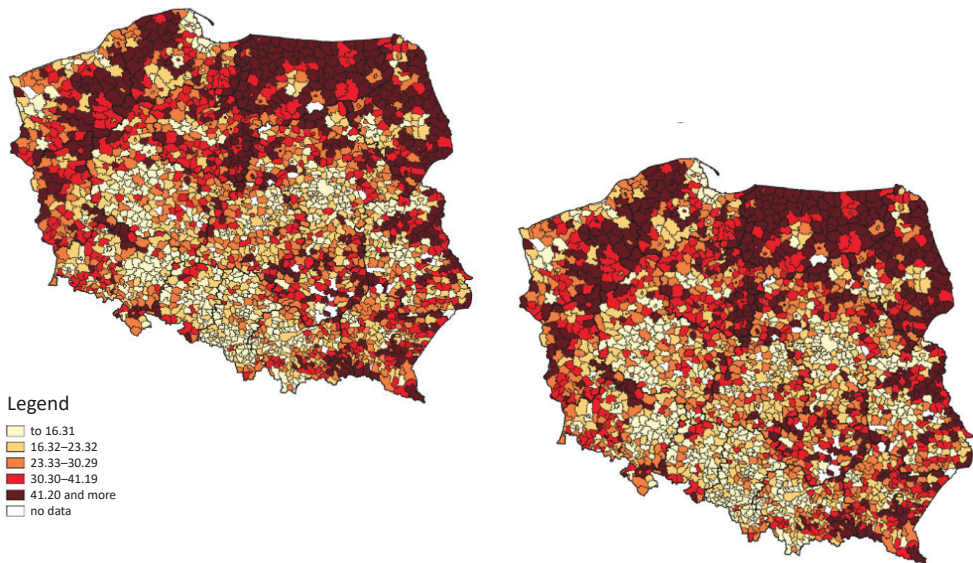 Legend
to 16.31
16.32–23.32
23.33–30.29
30.30–41.19
41.20 and more
no data